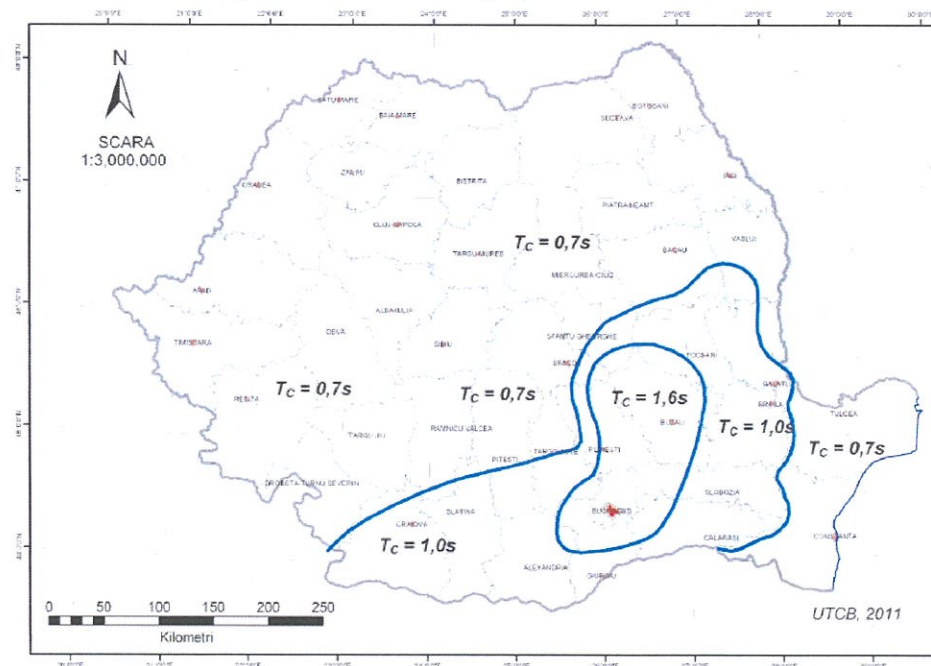 N
SCARA
1:3,000,000
SATU MARE
BAIA MARE
SUCEAVA
BOTOSANI
ZALAU
ORADEA
BISTRITA
IASI
PIATRA NEAMT
CLUJ-NAPOCA
VASLUI
T_C = 0,7s
BACAU
TARGU-MURES
MIERCUREA CIUC
ARAD
ALBA IULIA
DEVA
SIBIU
SFANTU GHEORGHE
TIMISOARA
FOCSANI
BRASOV
GALATI
RESITA
T_C = 0,7s
T_C = 0,7s
T_C = 1,6s
BRAILA
TULCEA
BUZAU
T_C = 1,0s
RAMNICU-VALCEA
TARGU-JIU
T_C = 0,7s
PITESTI
TARGOVISTE
PLOIESTI
DROBETA-TURNU SEVERIN
SLOBOZIA
SLATINA
BUCURESTI
CRAIOVA
CALARASI
CONSTANTA
T_C = 1,0s
ALEXANDRIA
GIURGIU
0 50 100 150 200 250
Kilometri
UTCB, 2011